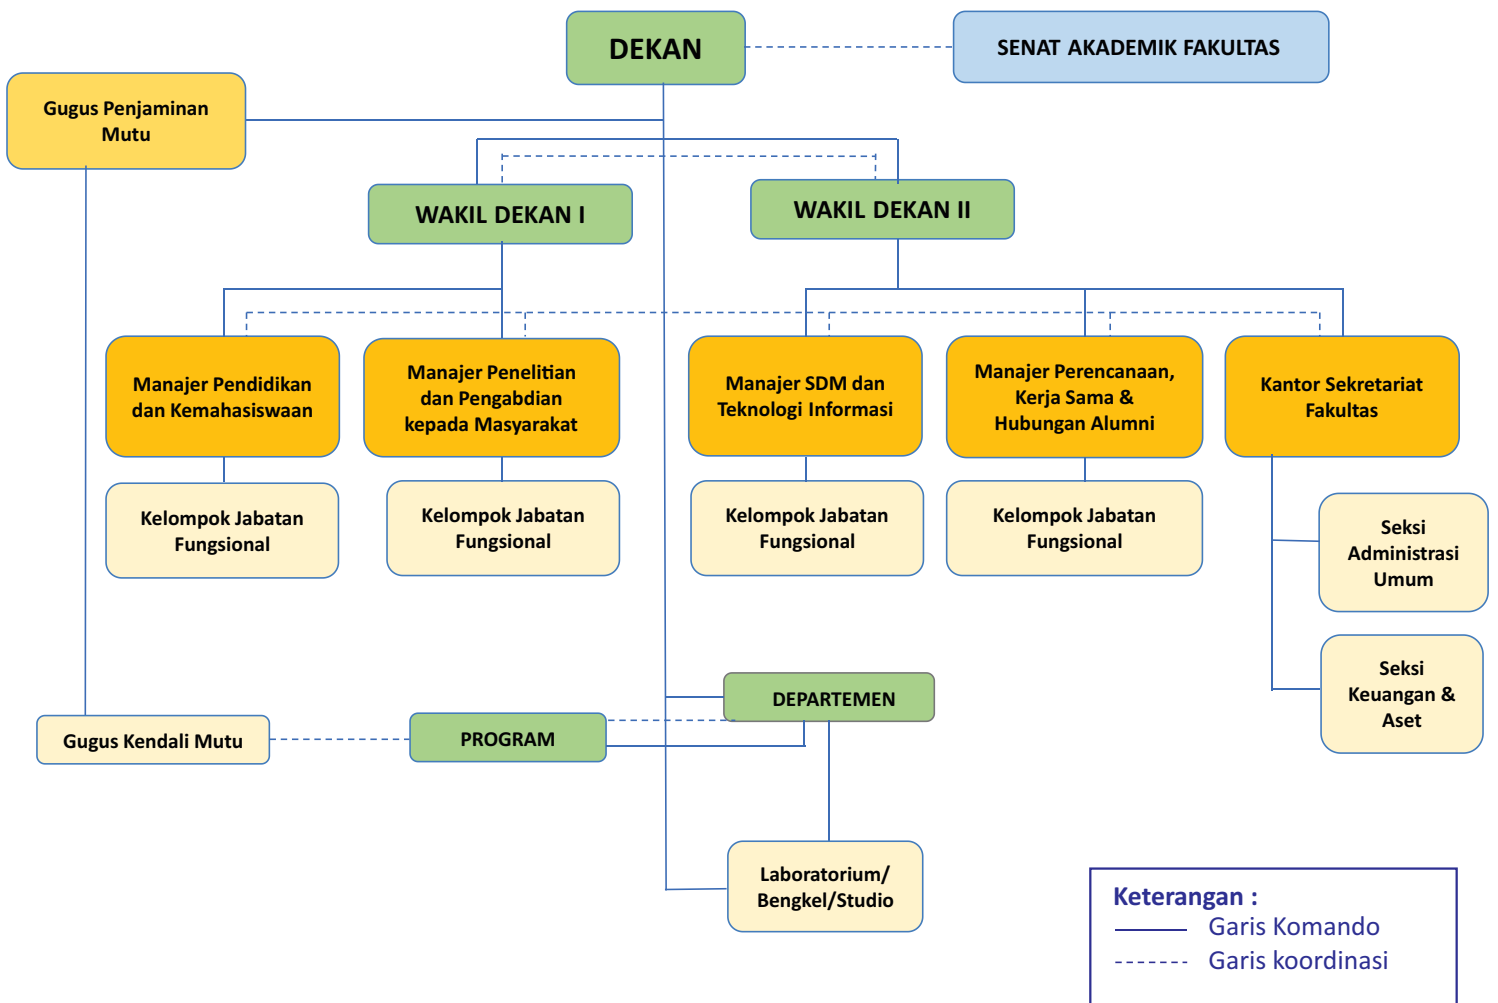 DEKAN
SENAT AKADEMIK FAKULTAS
Gugus Penjaminan
Mutu
WAKIL DEKAN I
WAKIL DEKAN II
Manajer Pendidikan
dan Kemahasiswaan
Manajer Penelitian
dan Pengabdian
kepada Masyarakat
Manajer SDM dan
Teknologi Informasi
Manajer Perencanaan,
Kerja Sama &
Hubungan Alumni
Kantor Sekretariat
Fakultas
Kelompok Jabatan
Fungsional
Kelompok Jabatan
Fungsional
Kelompok Jabatan
Fungsional
Kelompok Jabatan
Fungsional
Seksi
Administrasi
Umum
Seksi
Keuangan &
Aset
DEPARTEMEN
PROGRAM
Gugus Kendali Mutu
Laboratorium/
Bengkel/Studio
Keterangan :
Garis Komando
Garis koordinasi